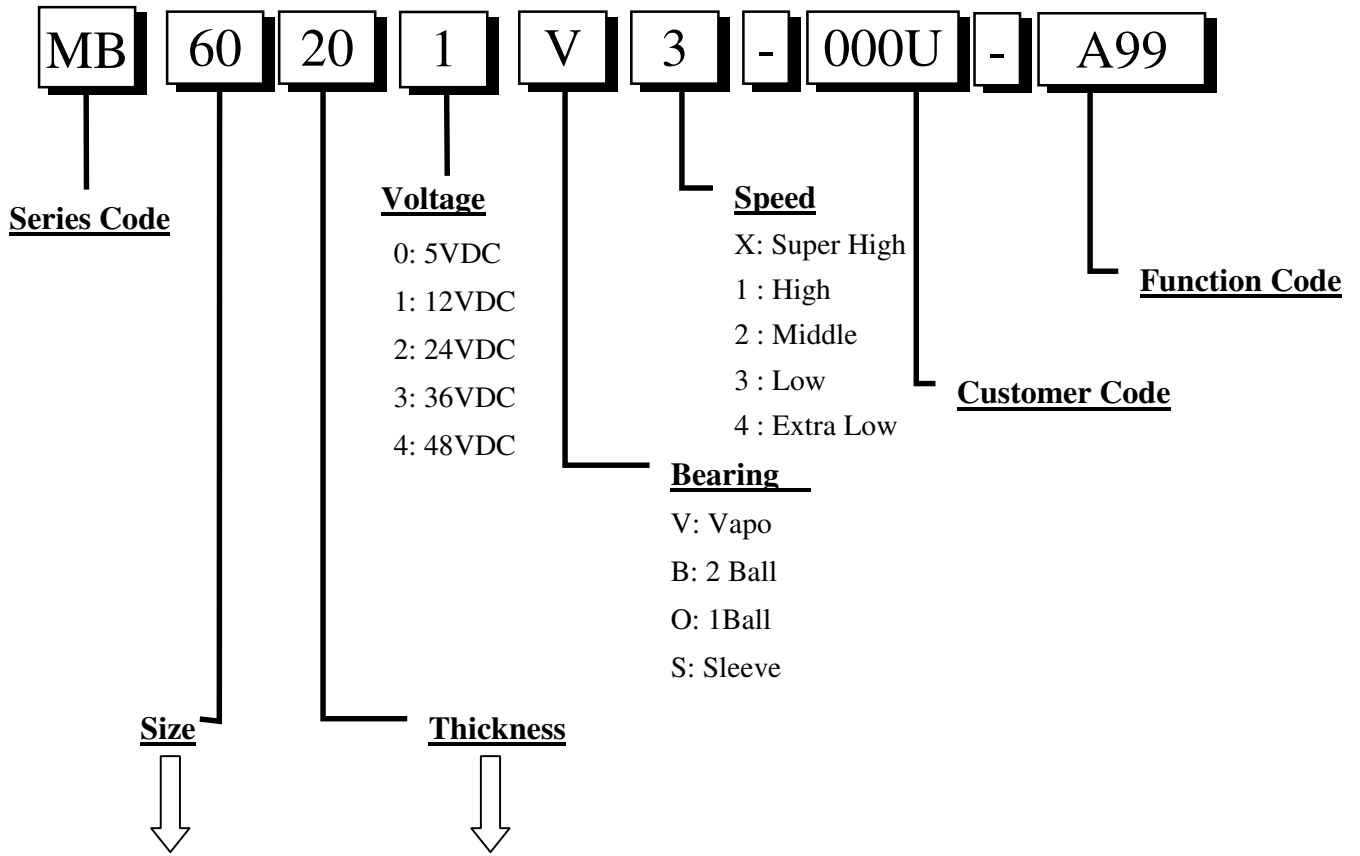 MB 60 20 1 V 3 - 000U - A99
Series Code
Voltage
0: 5VDC
1: 12VDC
2: 24VDC
3: 36VDC
4: 48VDC
Speed
X: Super High
1 : High
2 : Middle
3 : Low
4 : Extra Low
Function Code
Customer Code
Bearing
V: Vapo
B: 2 Ball
O: 1Ball
S: Sleeve
Size
Thickness